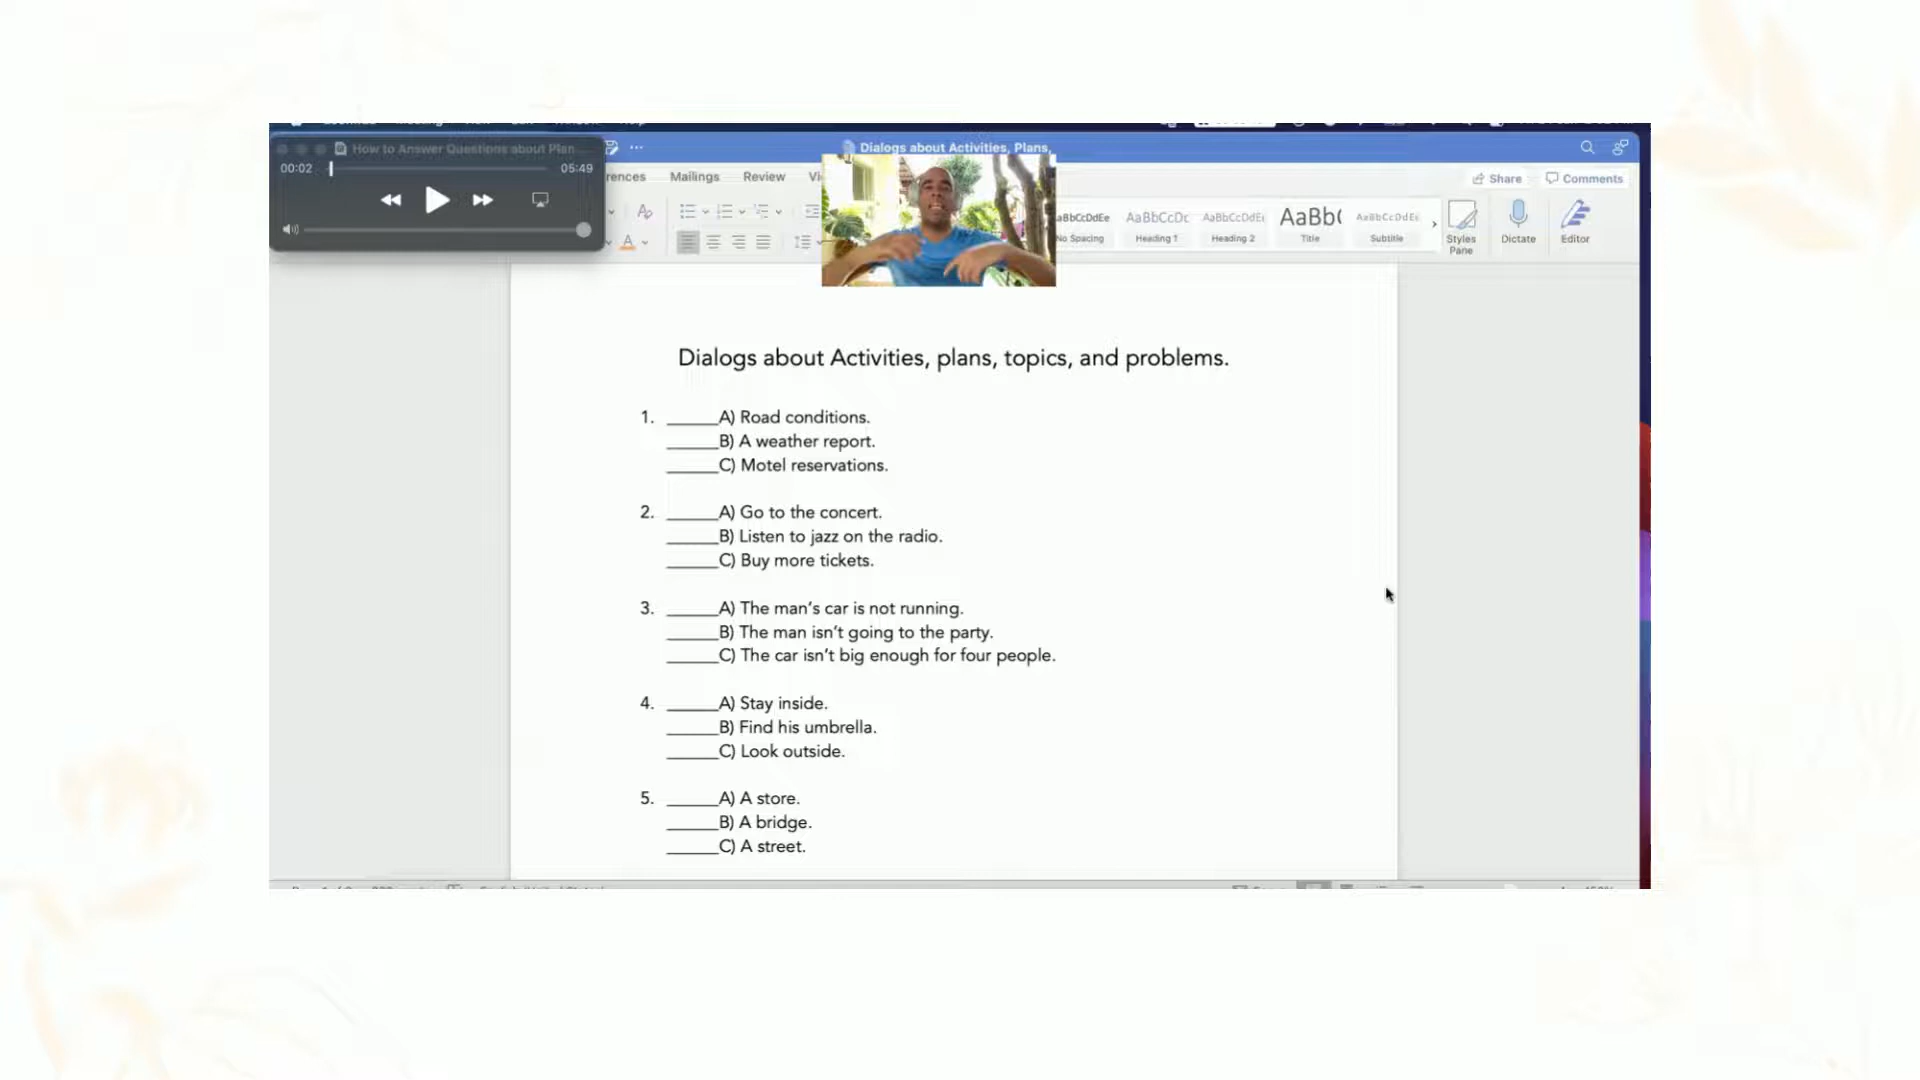 How to Answer Questions about Plan
00:02
05:49
Dialogs about Activities, Plans,
Mailings
Review
Share
Comments
No Spacing
AaBbCcDc
Heading 1
AaBbCcDdEe
Heading 2
AaBb(
Title
AaBbCcDdEe
Subtitle
Styles
Pane
Dictate
Editor
Dialogs about Activities, plans, topics, and problems.
1. ______A) Road conditions.
______B) A weather report.
______C) Motel reservations.
2. ______A) Go to the concert.
______B) Listen to jazz on the radio.
______C) Buy more tickets.
3. ______A) The man’s car is not running.
______B) The man isn’t going to the party.
______C) The car isn’t big enough for four people.
4. ______A) Stay inside.
______B) Find his umbrella.
______C) Look outside.
5. ______A) A store.
______B) A bridge.
______C) A street.